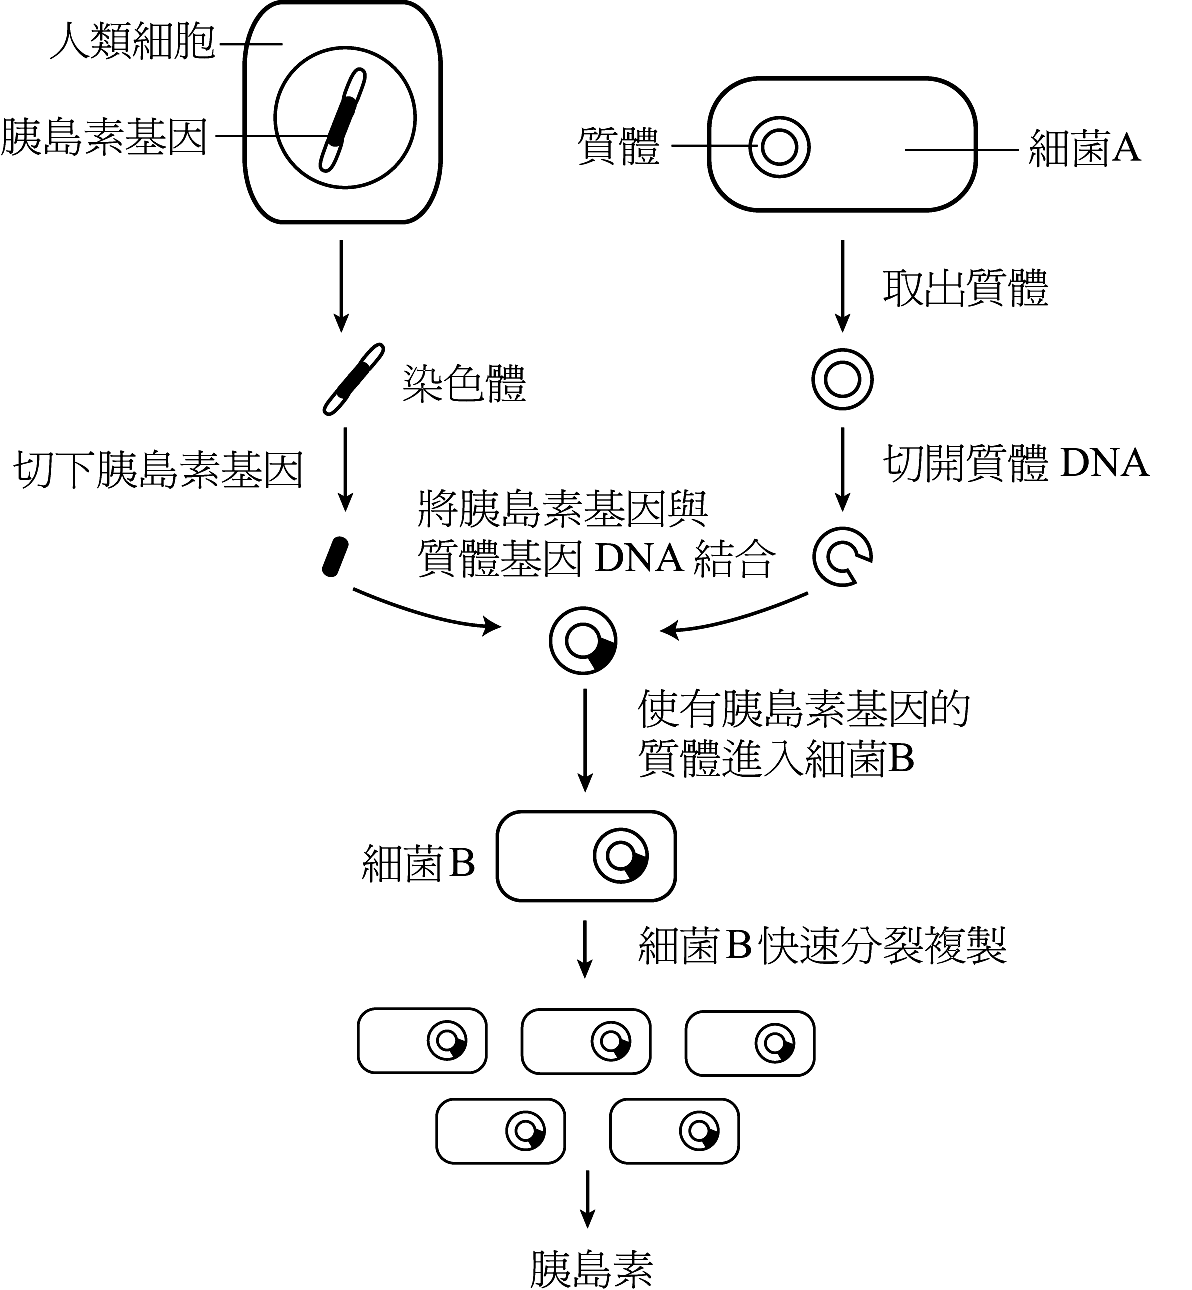 人類細胞
胰島素基因
質體
細菌A
取出質體
染色體
切下胰島素基因
切開質體 DNA
將胰島素基因與
質體基因 DNA 結合
使有胰島素基因的
質體進入細菌B
細菌 B
細菌 B 快速分裂複製
胰島素